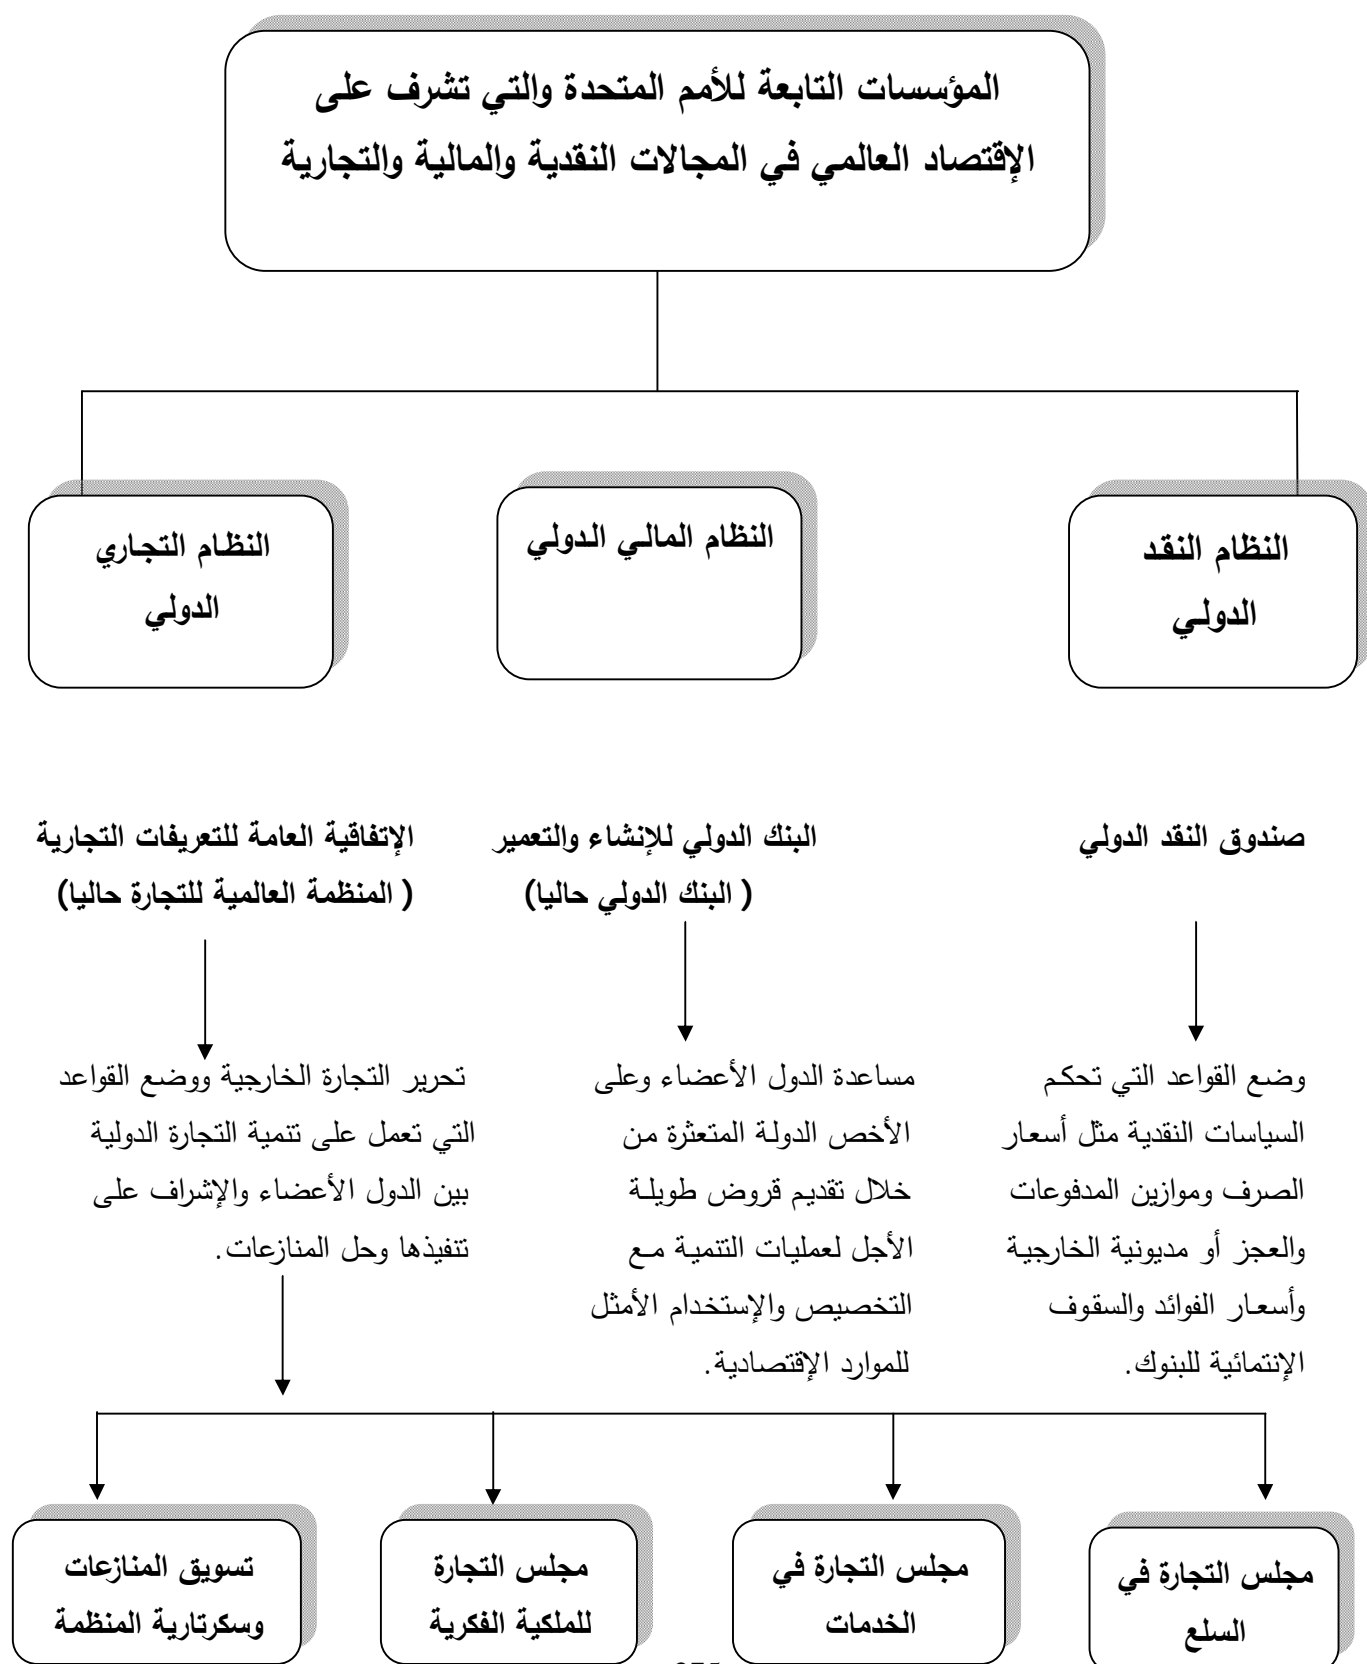 المؤسسات التابعة للأمم المتحدة والتي تشرف على
الإقتصاد العالمي في المجالات النقدية والمالية والتجارية
النظام النقد
الدولي
النظام المالي الدولي
النظام التجاري
الدولي
صندوق النقد الدولي
البنك الدولي للإنشاء والتعمير
( البنك الدولي حاليا)
الإتفاقية العامة للتعريفات التجارية
( المنظمة العالمية للتجارة حاليا)
وضع القواعد التي تحكم
السياسات النقدية مثل أسعار
الصرف وموازين المدفوعات
والعجز أو مديونية الخارجية
وأسعار الفوائد والسقوف
الإنتمائية للبنوك.
مساعدة الدول الأعضاء وعلى
الأخص الدولة المتعثرة من
خلال تقديم قروض طويلة
الأجل لعمليات التنمية مع
التخصيص والإستخدام الأمثل
للموارد الإقتصادية.
تحرير التجارة الخارجية ووضع القواعد
التي تعمل على تنمية التجارة الدولية
بين الدول الأعضاء والإشراف على
تنفيذها وحل المنازعات.
مجلس التجارة في
السلع
مجلس التجارة في
الخدمات
مجلس التجارة
للملكية الفكرية
تسويق المنازعات
وسكرتارية المنظمة